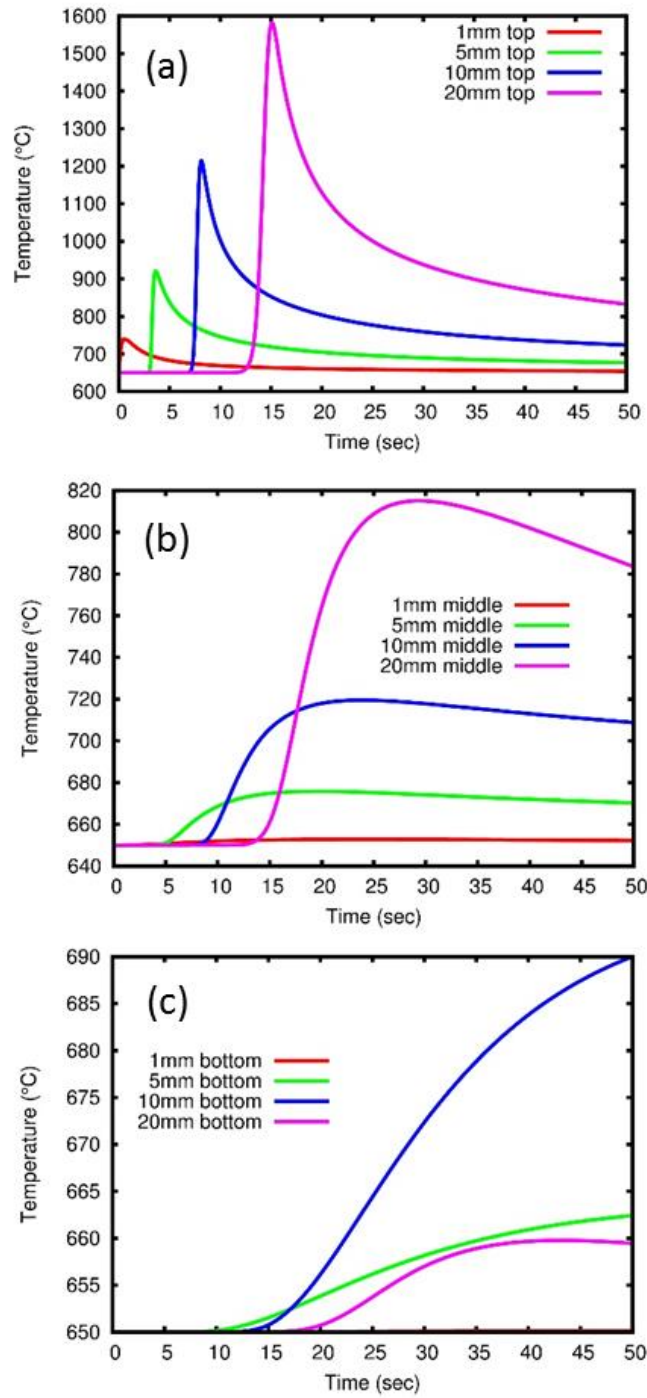 (a)
1mm top
5mm top
10mm top
20mm top
1600
1500
1400
1300
1200
1100
1000
900
800
700
600
0 5 10 15 20 25 30 35 40 45 50
Time (sec)
Temperature (°C)
(b)
1mm middle
5mm middle
10mm middle
20mm middle
820
800
780
760
740
720
700
680
660
640
0 5 10 15 20 25 30 35 40 45 50
Time (sec)
Temperature (°C)
(c)
1mm bottom
5mm bottom
10mm bottom
20mm bottom
690
685
680
675
670
665
660
655
650
0 5 10 15 20 25 30 35 40 45 50
Time (sec)
Temperature (°C)